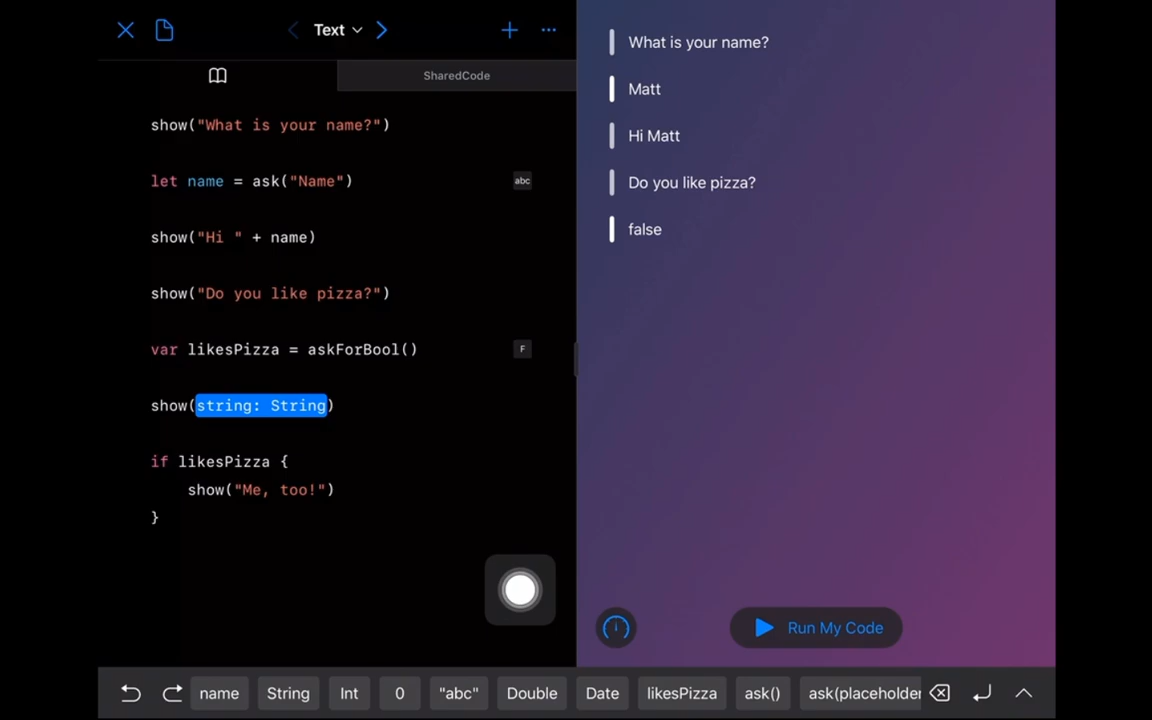 Text
SharedCode
show("What is your name?")
let name = ask("Name")
abc
show("Hi " + name)
show("Do you like pizza?")
var likesPizza = askForBool()
F
show(string: String)
if likesPizza {
show("Me, too!")
}
What is your name?
Matt
Hi Matt
Do you like pizza?
false
Run My Code
name String Int 0 "abc" Double Date likesPizza ask() ask(placeholder